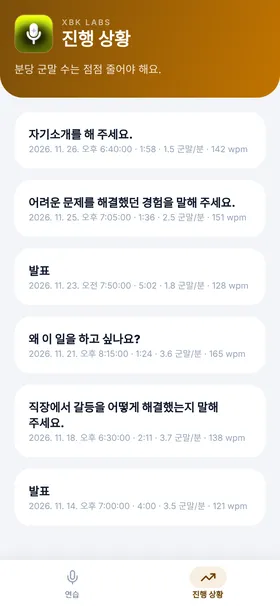 XBK LABS
진행 상황
분당 군말 수는 점점 줄어야 해요.
자기소개를 해 주세요.
2026. 11. 26. 오후 6:40:00 · 1:58 · 1.5 군말/분 · 142 wpm
어려운 문제를 해결했던 경험을 말해 주세요.
2026. 11. 25. 오후 7:05:00 · 1:36 · 2.5 군말/분 · 151 wpm
발표
2026. 11. 23. 오전 7:50:00 · 5:02 · 1.8 군말/분 · 128 wpm
왜 이 일을 하고 싶나요?
2026. 11. 21. 오후 8:15:00 · 1:24 · 3.6 군말/분 · 165 wpm
직장에서 갈등을 어떻게 해결했는지 말해
주세요.
2026. 11. 18. 오후 6:30:00 · 2:11 · 3.7 군말/분 · 138 wpm
발표
2026. 11. 14. 오후 7:00:00 · 4:00 · 3.5 군말/분 · 121 wpm
연습
진행 상황